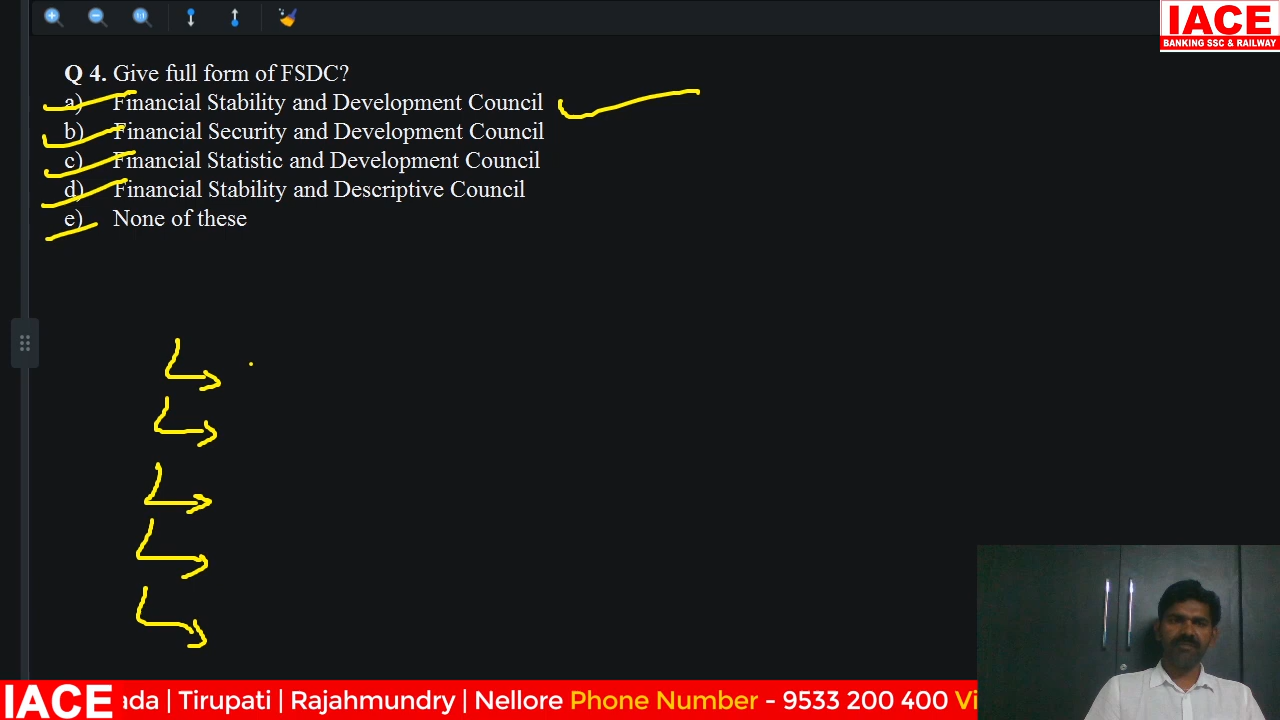 IACE
BANKING SSC & RAILWAY
Q 4. Give full form of FSDC?
a) Financial Stability and Development Council
b) Financial Security and Development Council
c) Financial Statistic and Development Council
d) Financial Stability and Descriptive Council
e) None of these
IACE ada | Tirupati | Rajahmundry | Nellore Phone Number - 9533 200 400 Vi